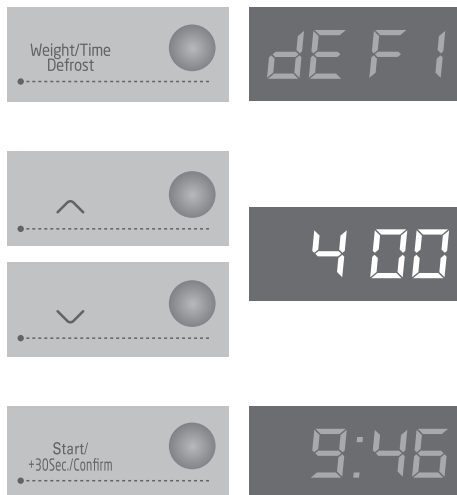 Weight/Time
Defrost
dEF1
400
Start/
+30Sec./Confirm
9:46